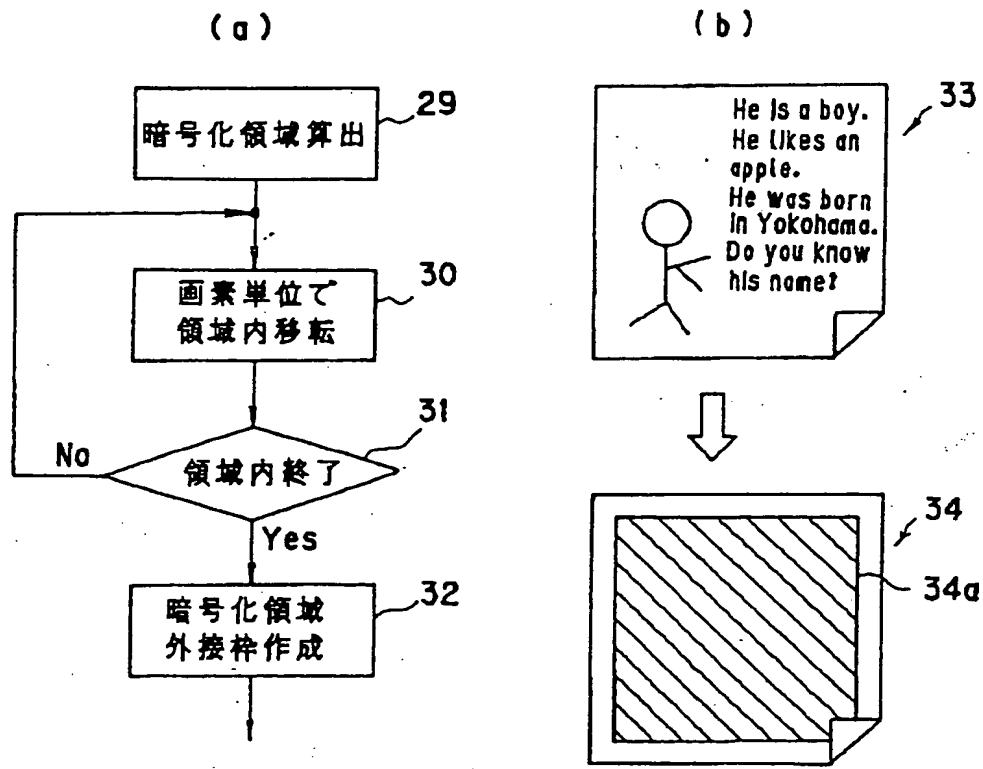 (a)
29
暗号化領域算出
30
画素単位で
領域内移転
31
領域内終了
No
Yes
32
暗号化領域
外接枠作成
(b)
33
He is a boy.
He likes an
apple.
He was born
in Yokohama.
Do you know
his name?
34
34a